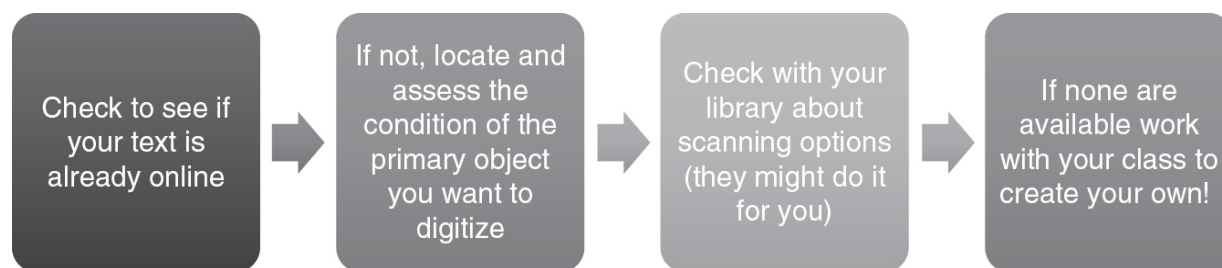 Check to see if
your text is
already online
If not, locate and
assess the
condition of the
primary object
you want to
digitize
Check with your
library about
scanning options
(they might do it
for you)
If none are
available work
with your class to
create your own!